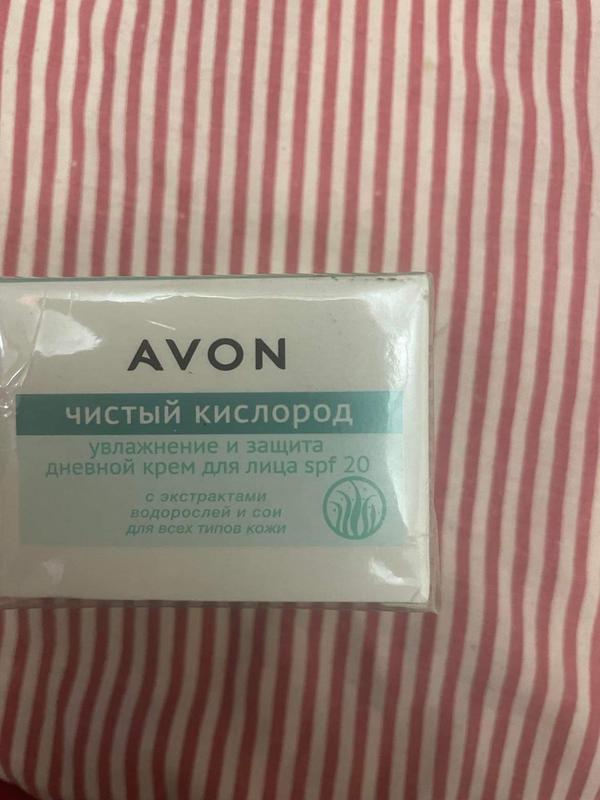 AVON
чистый кислород
увлажнение и защита
дневной крем для лица spf 20
с экстрактами
водорослей и сои
для всех типов кожи